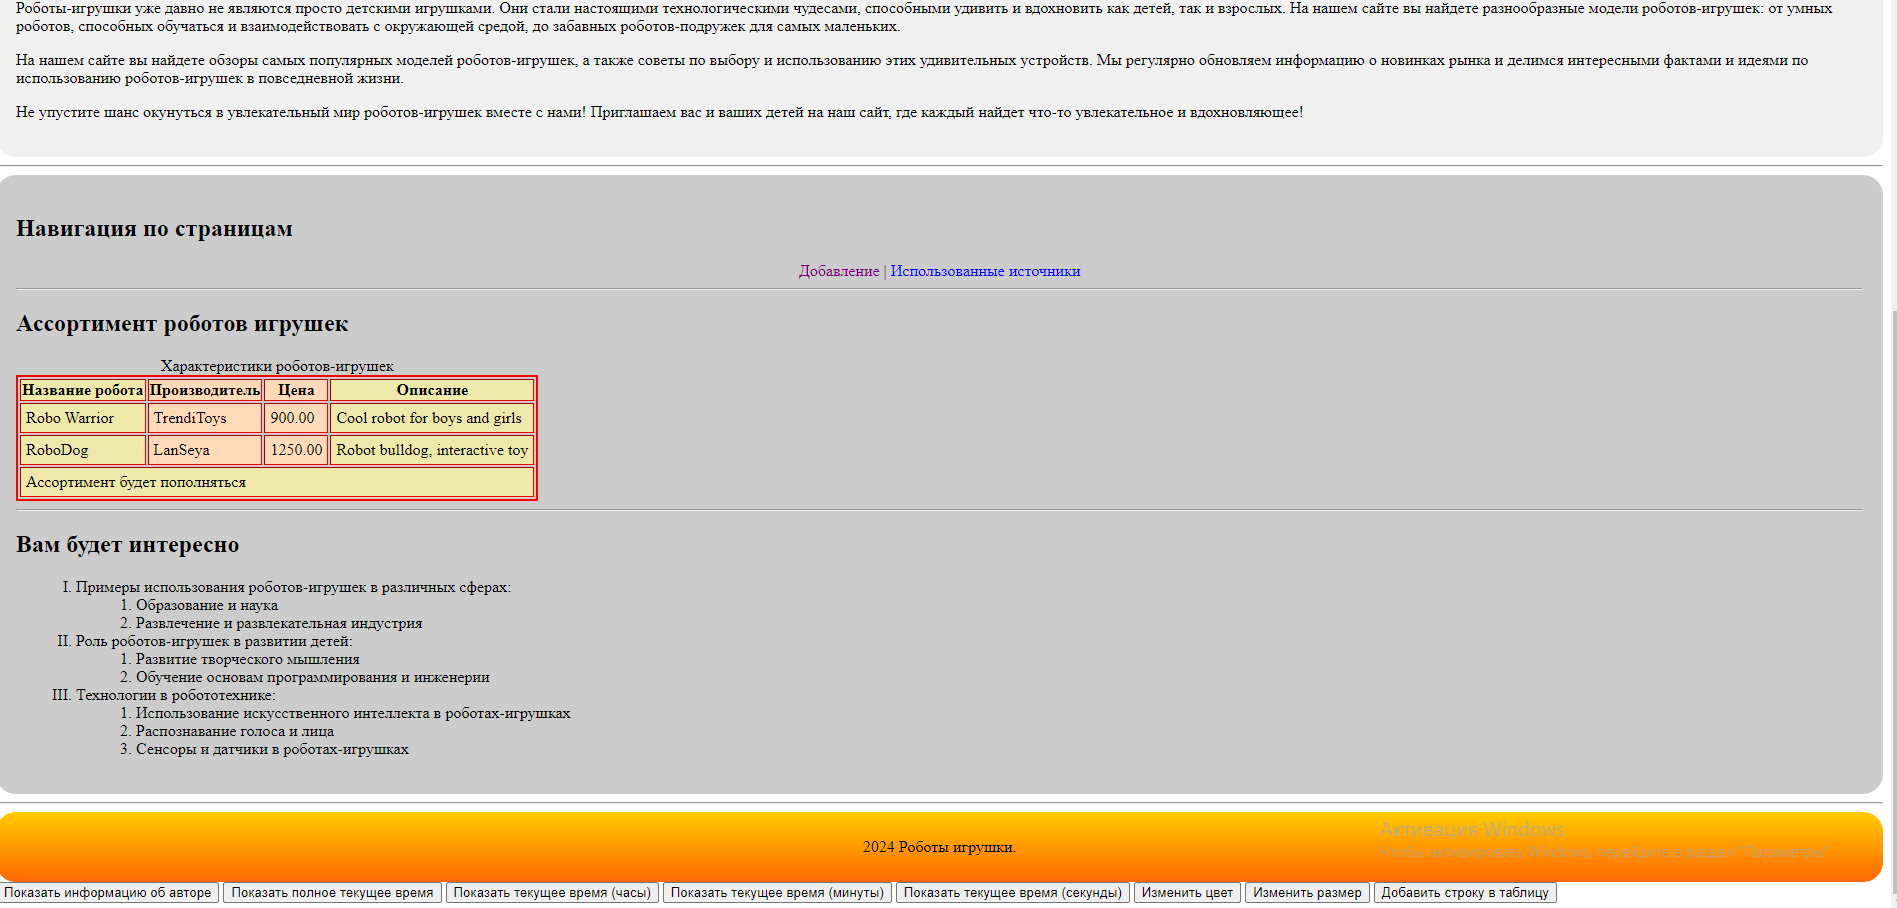 Роботы-игрушки уже давно не являются просто детскими игрушками. Они стали настоящими технологическими чудесами, способными удивить и вдохновить как детей, так и взрослых. На нашем сайте вы найдете разнообразные модели роботов-игрушек: от умных
роботов, способных обучаться и взаимодействовать с окружающей средой, до забавных роботов-подружек для самых маленьких.
На нашем сайте вы найдете обзоры самых популярных моделей роботов-игрушек, а также советы по выбору и использованию этих удивительных устройств. Мы регулярно обновляем информацию о новинках рынка и делимся интересными фактами и идеями по
использованию роботов-игрушек в повседневной жизни.
Не упустите шанс окунуться в увлекательный мир роботов-игрушек вместе с нами! Приглашаем вас и ваших детей на наш сайт, где каждый найдет что-то увлекательное и вдохновляющее!
Навигация по страницам
Добавление | Использованные источники
Ассортимент роботов игрушек
Характеристики роботов-игрушек
Название робота Производитель Цена Описание
Robo Warrior TrendiToys 900.00 Cool robot for boys and girls
RoboDog LanSeya 1250.00 Robot bulldog, interactive toy
Ассортимент будет пополняться
Вам будет интересно
I. Примеры использования роботов-игрушек в различных сферах:
1. Образование и наука
2. Развлечение и развлекательная индустрия
II. Роль роботов-игрушек в развитии детей:
1. Развитие творческого мышления
2. Обучение основам программирования и инженерии
III. Технологии в робототехнике:
1. Использование искусственного интеллекта в роботах-игрушках
2. Распознавание голоса и лица
3. Сенсоры и датчики в роботах-игрушках
Активация Windows
Чтобы активировать Windows, перейдите в раздел "Параметры".
2024 Роботы игрушки.
Показать информацию об авторе Показать полное текущее время Показать текущее время (часы) Показать текущее время (минуты) Показать текущее время (секунды) Изменить цвет Изменить размер Добавить строку в таблицу